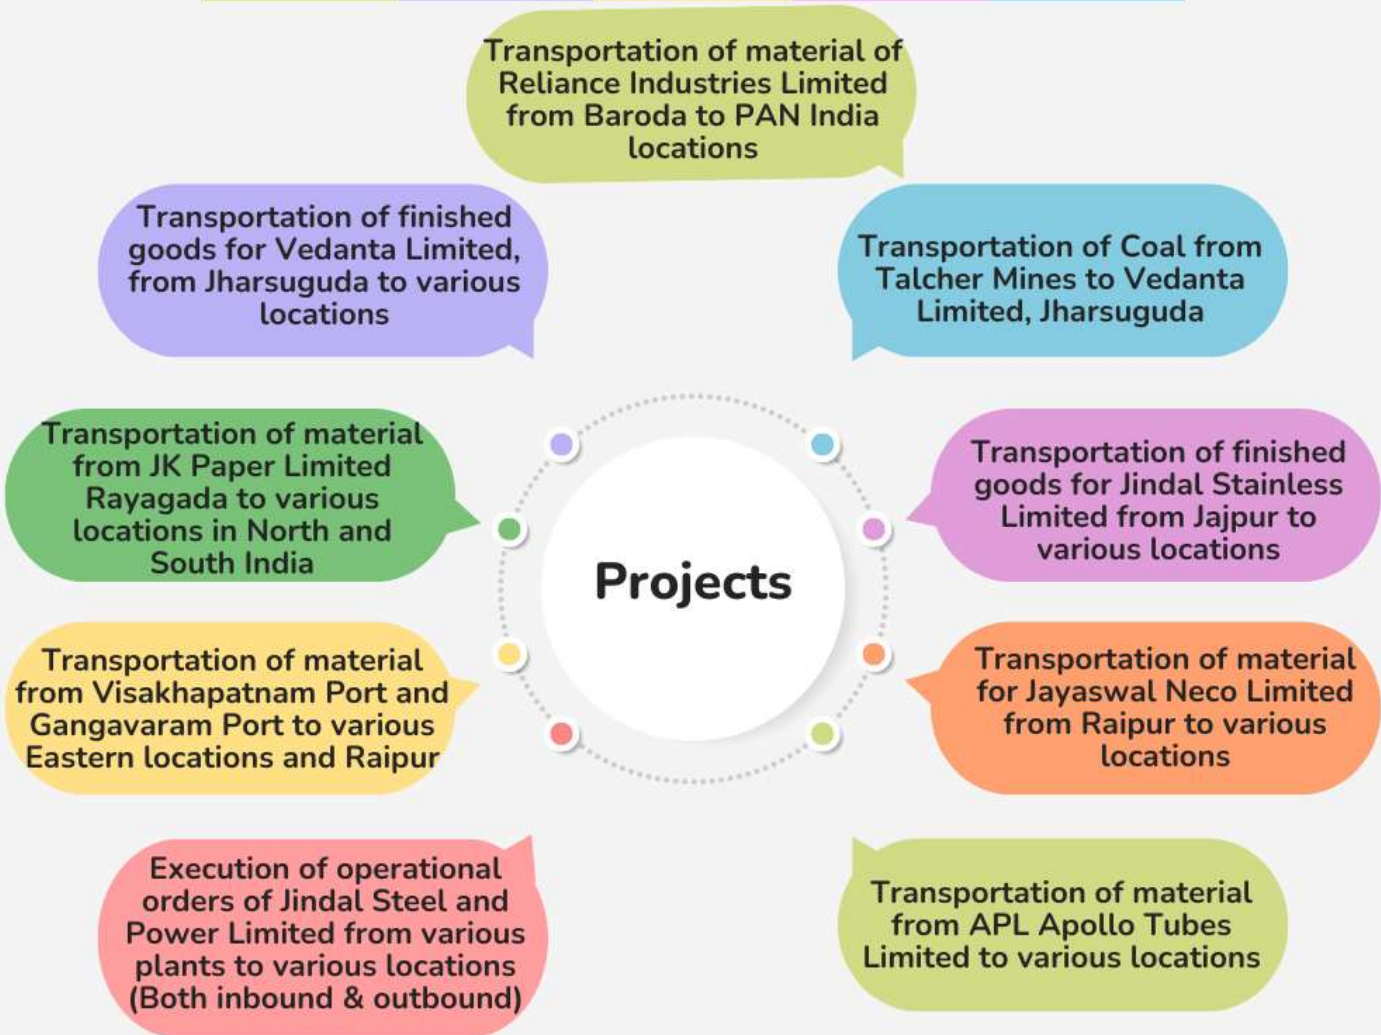 Transportation of material of
Reliance Industries Limited
from Baroda to PAN India
locations
Transportation of finished
goods for Vedanta Limited,
from Jharsuguda to various
locations
Transportation of Coal from
Talcher Mines to Vedanta
Limited, Jharsuguda
Transportation of material
from JK Paper Limited
Rayagada to various
locations in North and
South India
Transportation of finished
goods for Jindal Stainless
Limited from Jajpur to
various locations
Projects
Transportation of material
from Visakhapatnam Port and
Gangavaram Port to various
Eastern locations and Raipur
Transportation of material
for Jayaswal Neco Limited
from Raipur to various
locations
Execution of operational
orders of Jindal Steel and
Power Limited from various
plants to various locations
(Both inbound & outbound)
Transportation of material
from APL Apollo Tubes
Limited to various locations